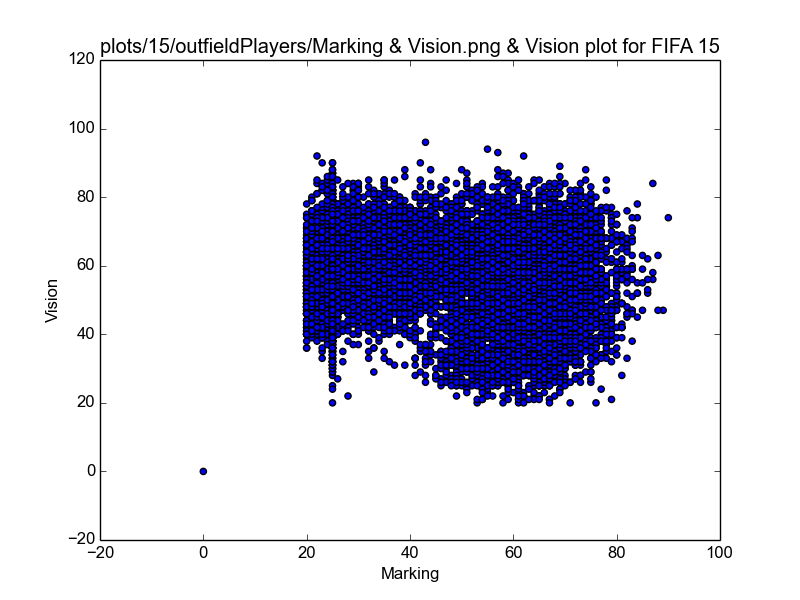 plots/15/outfieldPlayers/Marking & Vision.png & Vision plot for FIFA 15
120
100
80
60
40
20
0
−20
Vision
−20 0 20 40 60 80 100
Marking